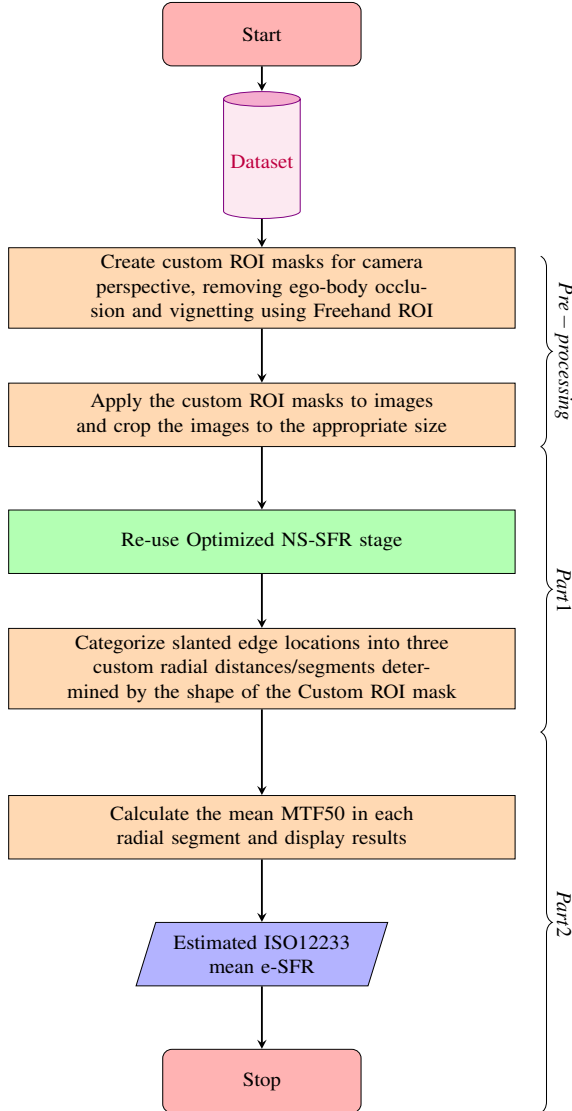 Start
Dataset
Create custom ROI masks for camera
perspective, removing ego-body occlu-
sion and vignetting using Freehand ROI
Pre − processing
Apply the custom ROI masks to images
and crop the images to the appropriate size
Re-use Optimized NS-SFR stage
Part1
Categorize slanted edge locations into three
custom radial distances/segments deter-
mined by the shape of the Custom ROI mask
Calculate the mean MTF50 in each
radial segment and display results
Part2
Estimated ISO12233
mean e-SFR
Stop